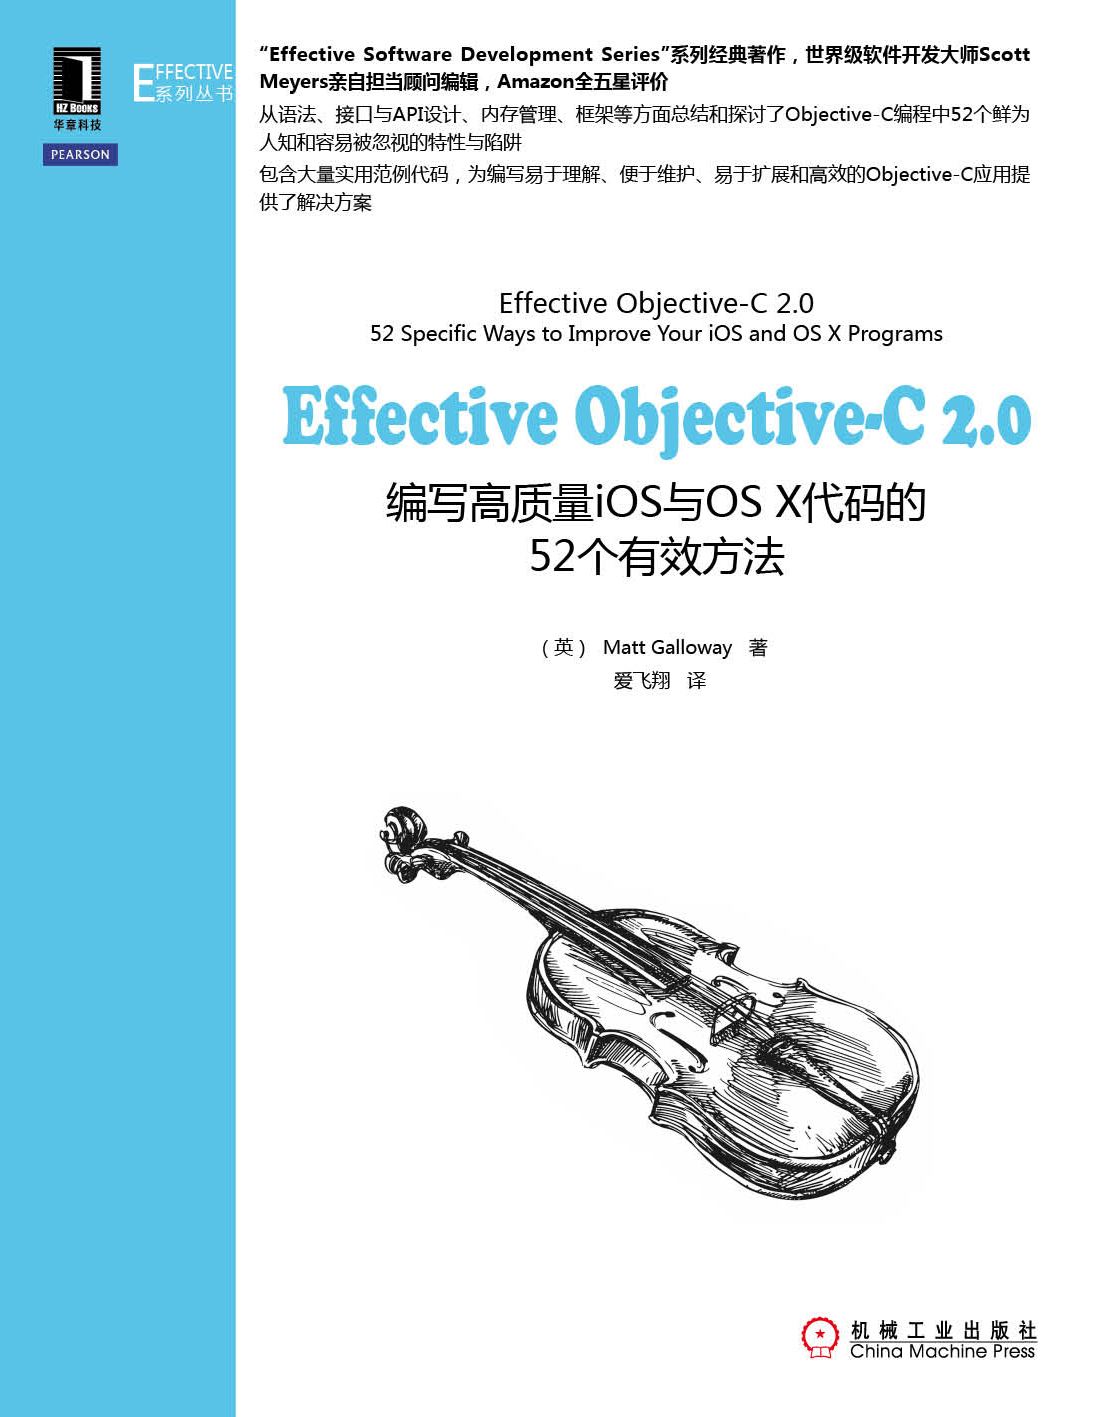 HZ BOOKS
华章科技
PEARSON
EFFECTIVE
系列丛书
“Effective Software Development Series”系列经典著作，世界级软件开发大师Scott
Meyers亲自担当顾问编辑，Amazon全五星评价
从语法、接口与API设计、内存管理、框架等方面总结和探讨了Objective-C编程中52个鲜为
人知和容易被忽视的特性与陷阱
包含大量实用范例代码，为编写易于理解、便于维护、易于扩展和高效的Objective-C应用提
供了解决方案
Effective Objective-C 2.0
52 Specific Ways to Improve Your iOS and OS X Programs
Effective Objective-C 2.0
编写高质量iOS与OS X代码的
52个有效方法
（英） Matt Galloway 著
爱飞翔 译
机械工业出版社
China Machine Press